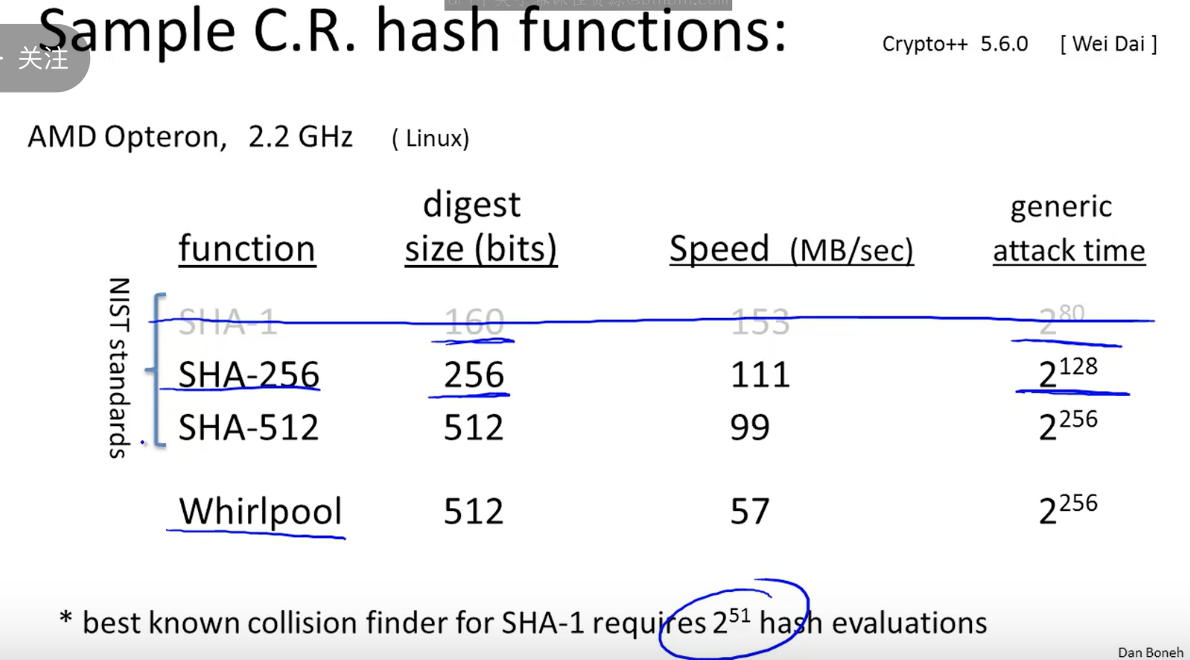 Sample C.R. hash functions:
Crypto++ 5.6.0 [ Wei Dai ]
· 关注
AMD Opteron, 2.2 GHz ( Linux)
function digest size (bits) Speed (MB/sec) generic attack time
NIST standards
SHA-1 160 153 2^80
SHA-256 256 111 2^128
SHA-512 512 99 2^256
Whirlpool 512 57 2^256
* best known collision finder for SHA-1 requires 2^51 hash evaluations
Dan Boneh